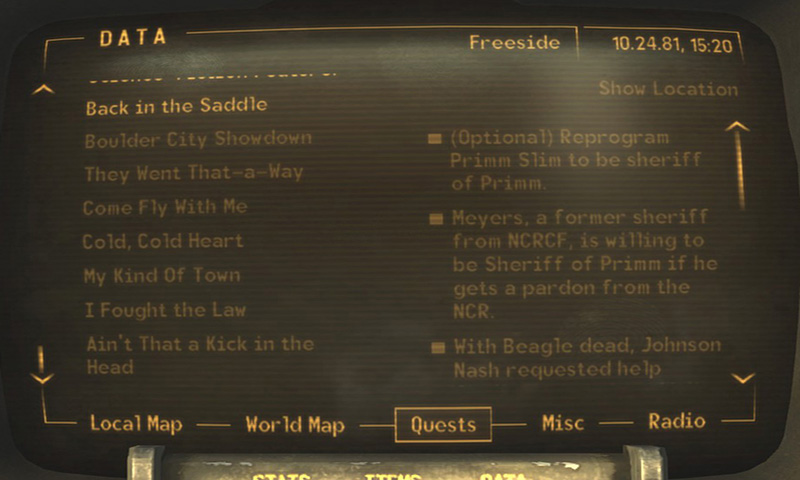 DATA
Freeside
10.24.81, 15:20
Show Location
Back in the Saddle
Boulder City Showdown
They Went That-a-Way
Come Fly With Me
Cold, Cold Heart
My Kind Of Town
I Fought the Law
Ain't That a Kick in the
Head
(Optional) Reprogram
Primm Slim to be sheriff
of Primm.
Meyers, a former sheriff
from NCRCF, is willing to
be Sheriff of Primm if he
gets a pardon from the
NCR.
With Beagle dead, Johnson
Nash requested help
Local Map
World Map
Quests
Misc
Radio
STATS
ITEMS
DATA